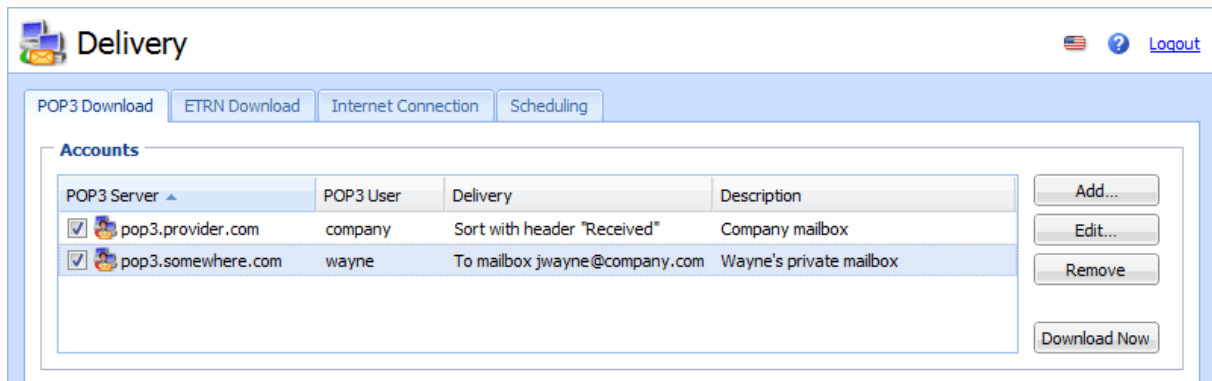 Delivery
? Logout
POP3 Download ETRN Download Internet Connection Scheduling
Accounts
POP3 Server POP3 User Delivery Description
pop3.provider.com company Sort with header "Received" Company mailbox
pop3.somewhere.com wayne To mailbox jwayne@company.com Wayne's private mailbox
Add...
Edit...
Remove
Download Now